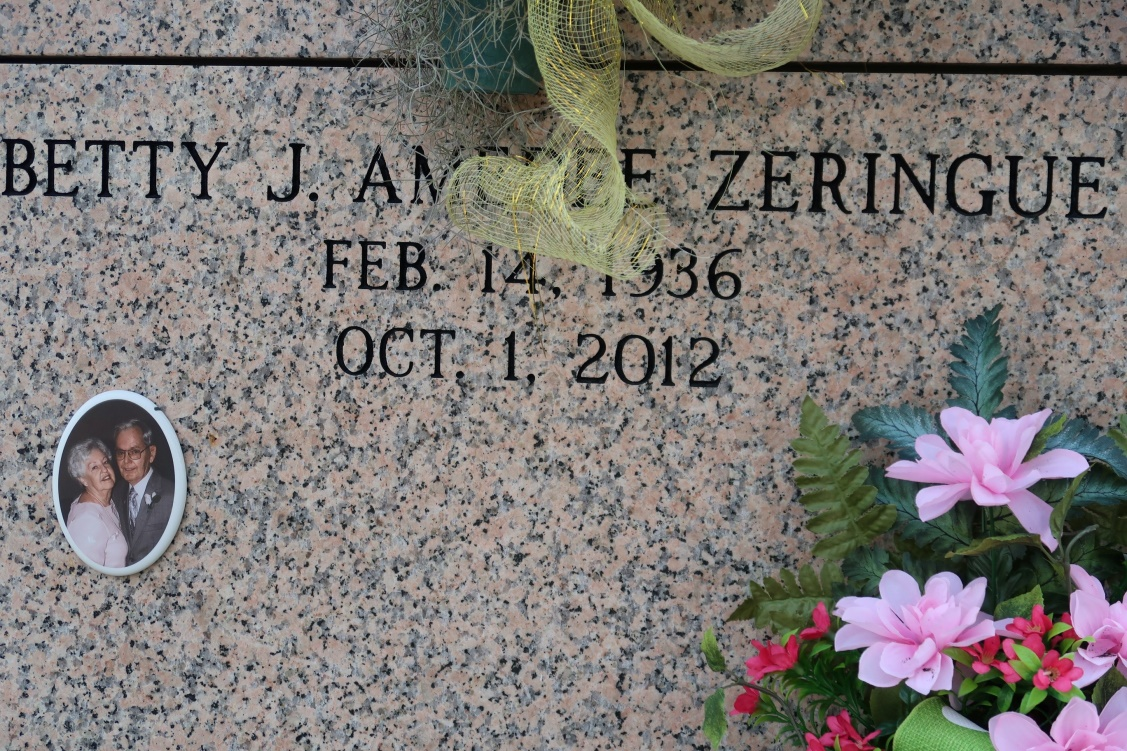 BETTY J. ZERINGUE
FEB. 14, 1936
OCT. 1, 2012